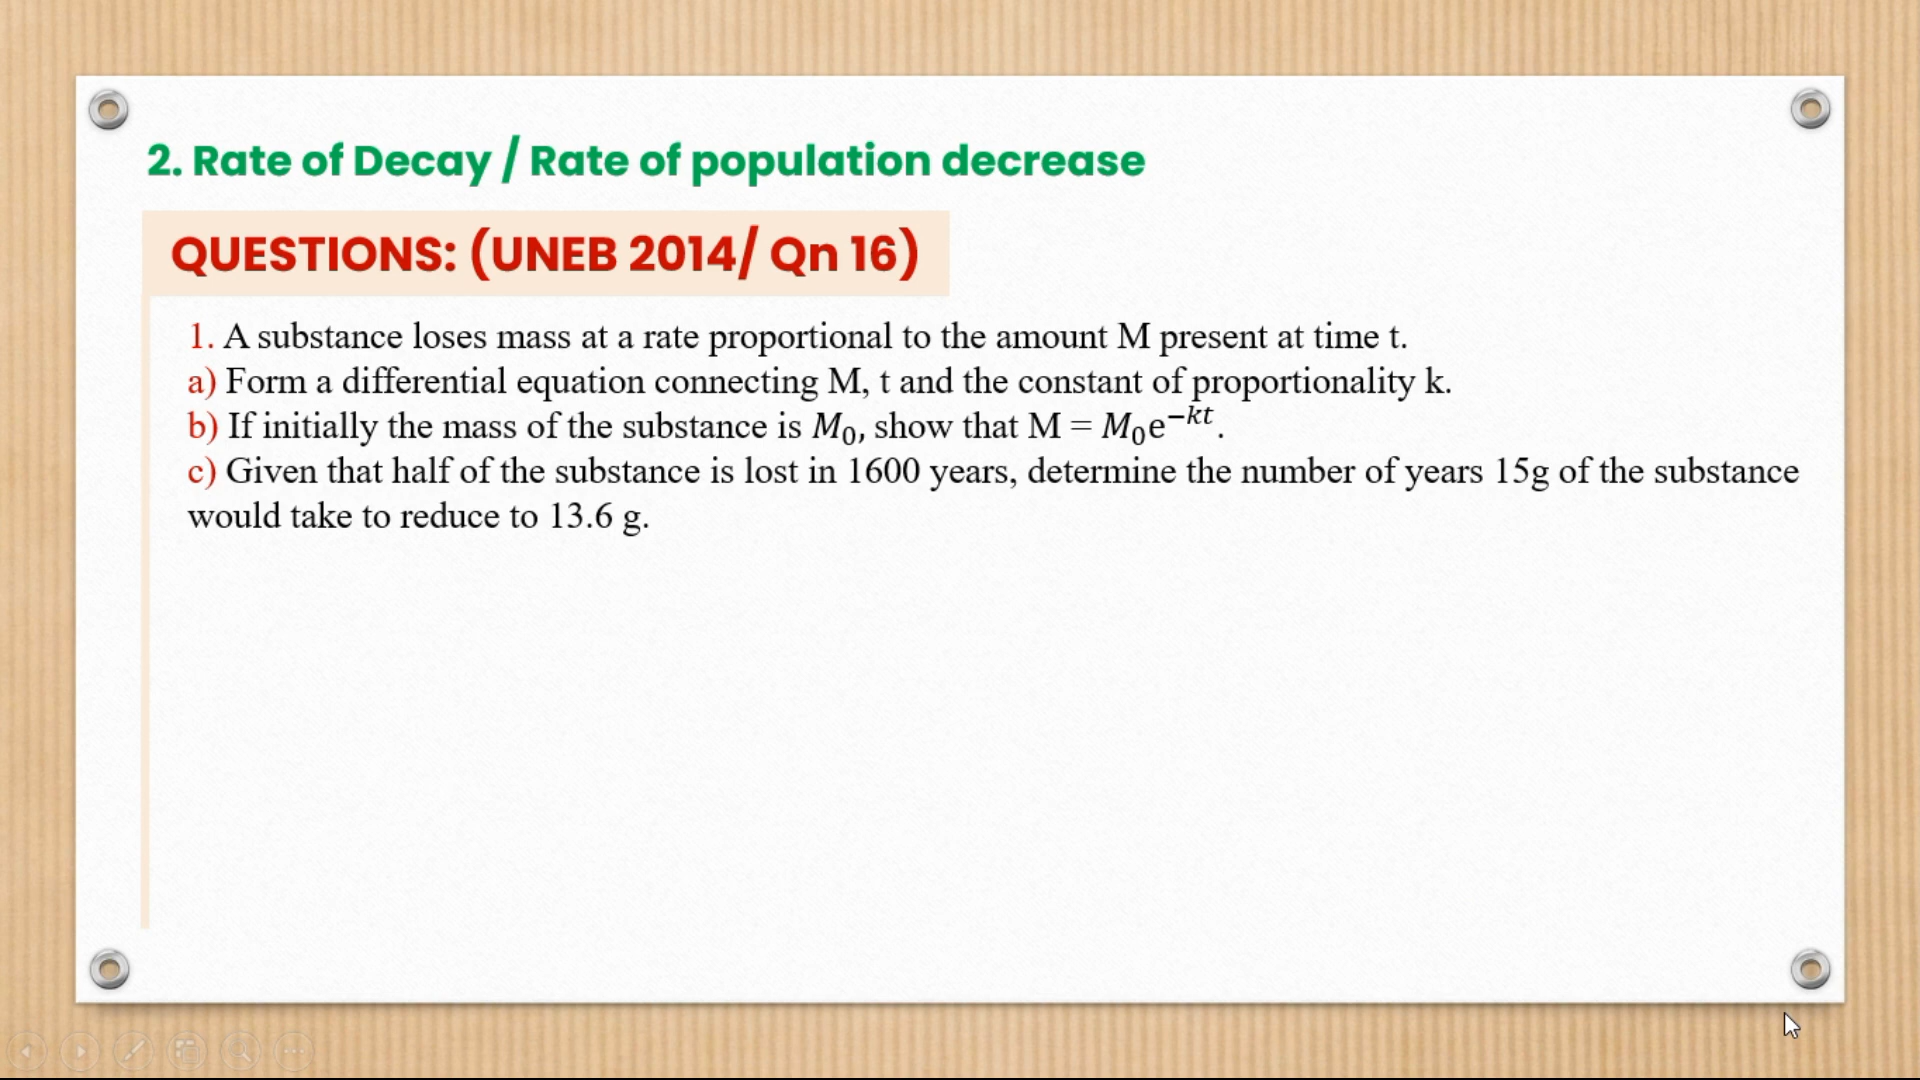 2. Rate of Decay / Rate of population decrease
QUESTIONS: (UNEB 2014/ Qn 16)
1. A substance loses mass at a rate proportional to the amount M present at time t.
a) Form a differential equation connecting M, t and the constant of proportionality k.
b) If initially the mass of the substance is M₀, show that M = M₀e⁻ᵏᵗ.
c) Given that half of the substance is lost in 1600 years, determine the number of years 15g of the substance
would take to reduce to 13.6 g.